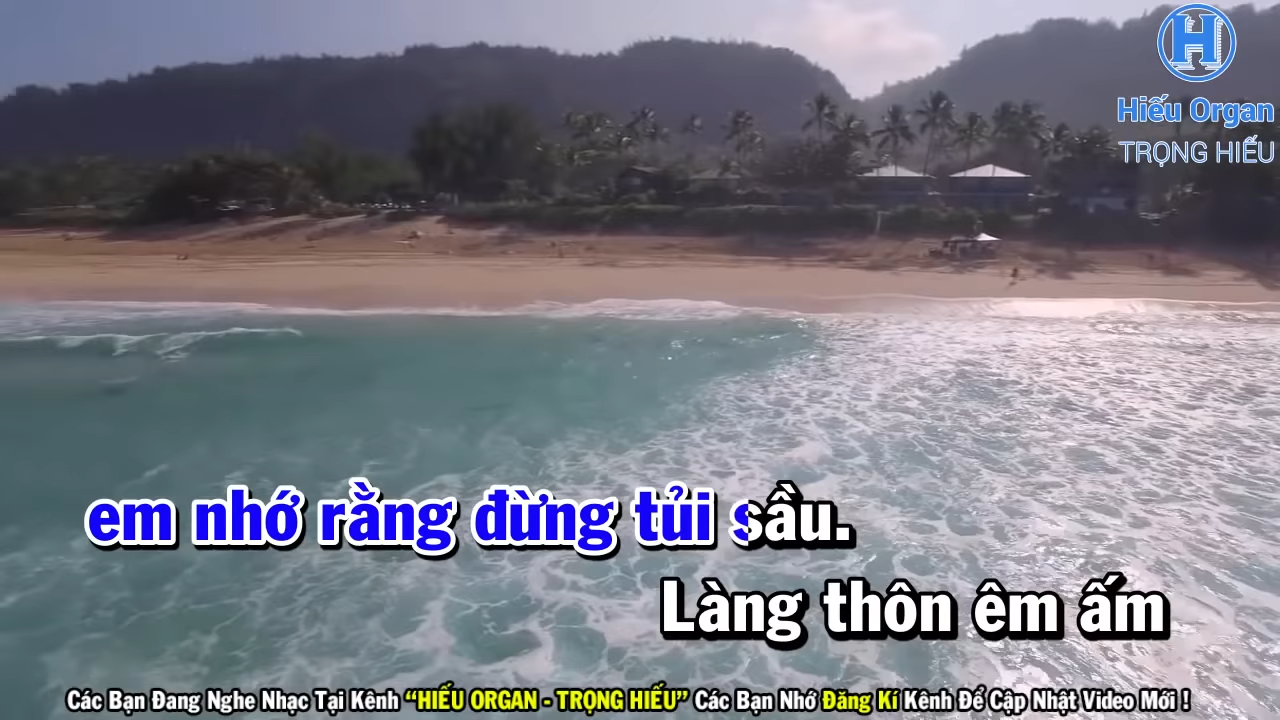 Hiếu Organ
TRỌNG HIẾU
em nhớ rằng đừng tủi sầu.
Làng thôn êm ấm
Các Bạn Đang Nghe Nhạc Tại Kênh “HIẾU ORGAN - TRỌNG HIẾU” Các Bạn Nhớ Đăng Kí Kênh Để Cập Nhật Video Mới !